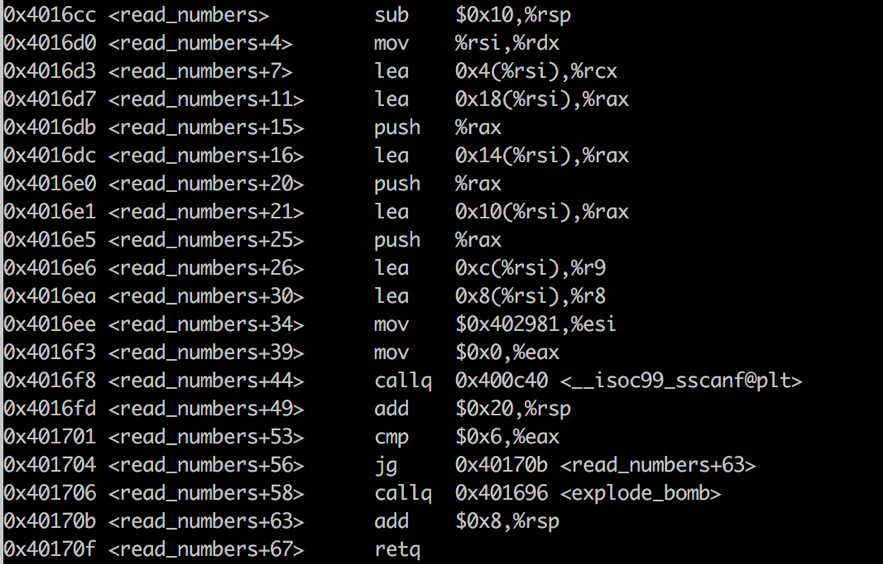 0x4016cc <read_numbers> sub $0x10,%rsp
0x4016d0 <read_numbers+4> mov %rsi,%rdx
0x4016d3 <read_numbers+7> lea 0x4(%rsi),%rcx
0x4016d7 <read_numbers+11> lea 0x18(%rsi),%rax
0x4016db <read_numbers+15> push %rax
0x4016dc <read_numbers+16> lea 0x14(%rsi),%rax
0x4016e0 <read_numbers+20> push %rax
0x4016e1 <read_numbers+21> lea 0x10(%rsi),%rax
0x4016e5 <read_numbers+25> push %rax
0x4016e6 <read_numbers+26> lea 0xc(%rsi),%r9
0x4016ea <read_numbers+30> lea 0x8(%rsi),%r8
0x4016ee <read_numbers+34> mov $0x402981,%esi
0x4016f3 <read_numbers+39> mov $0x0,%eax
0x4016f8 <read_numbers+44> callq 0x400c40 <__isoc99_sscanf@plt>
0x4016fd <read_numbers+49> add $0x20,%rsp
0x401701 <read_numbers+53> cmp $0x6,%eax
0x401704 <read_numbers+56> jg 0x40170b <read_numbers+63>
0x401706 <read_numbers+58> callq 0x401696 <explode_bomb>
0x40170b <read_numbers+63> add $0x8,%rsp
0x40170f <read_numbers+67> retq